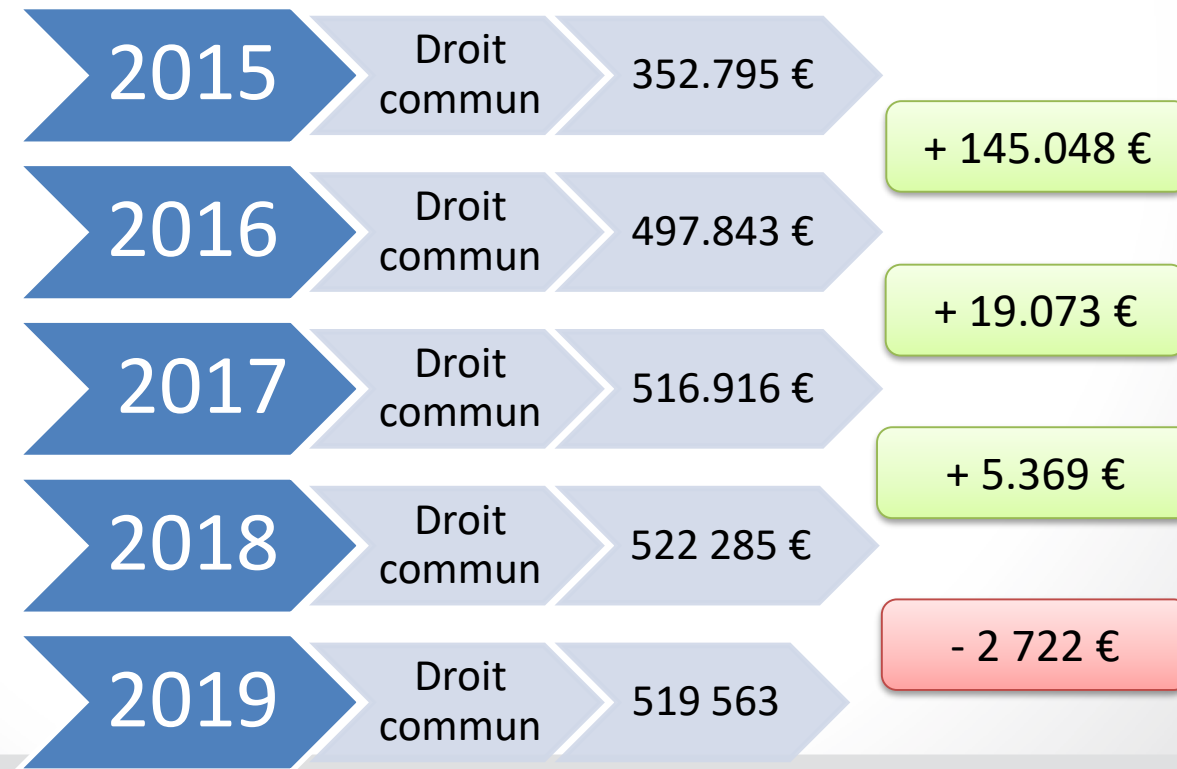 2015
Droit
commun
352.795 €
+ 145.048 €
2016
Droit
commun
497.843 €
+ 19.073 €
2017
Droit
commun
516.916 €
+ 5.369 €
2018
Droit
commun
522 285 €
- 2 722 €
2019
Droit
commun
519 563